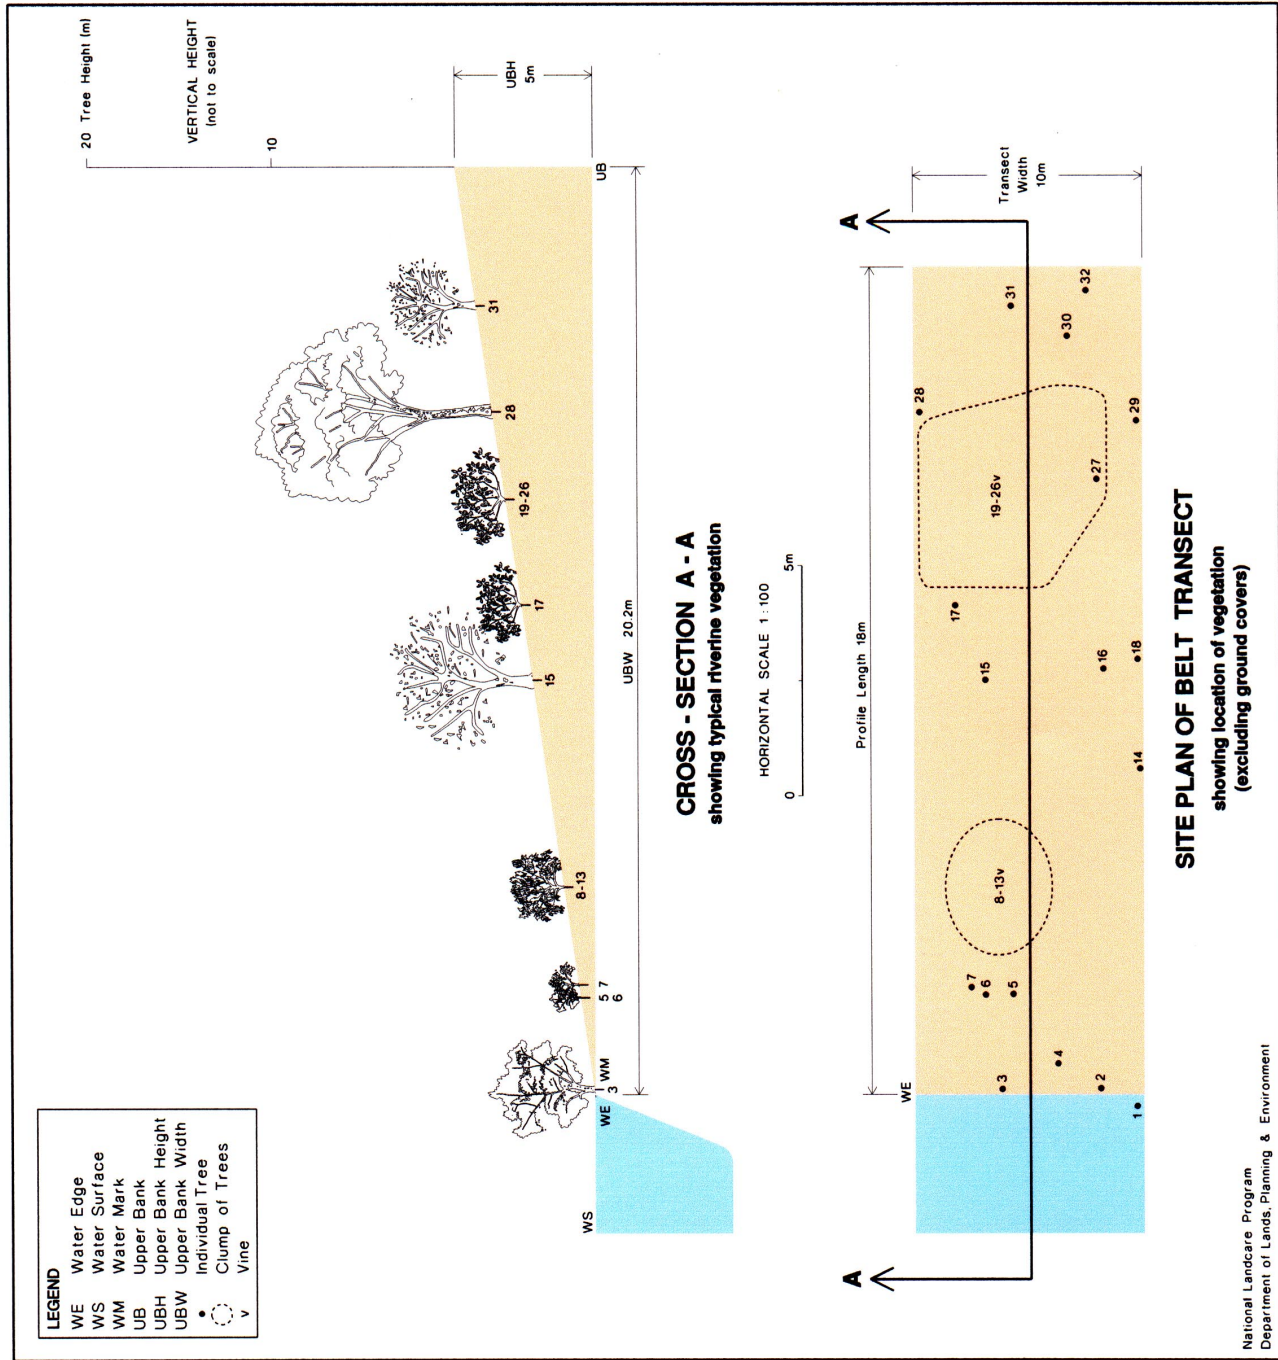 LEGEND
WE Water Edge
WS Water Surface
WM Water Mark
UB Upper Bank
UBH Upper Bank Height
UBW Upper Bank Width
• Individual Tree
Clump of Trees
v Vine
20 Tree Height (m)
VERTICAL HEIGHT
(not to scale)
10
UBH
5m
UB
WS
WE
3
WM
5 7
6
8-13
15
17
19-26
28
31
UBW 20.2m
CROSS - SECTION A - A
showing typical riverine vegetation
HORIZONTAL SCALE 1:100
0
5m
Profile Length 18m
Transect
Width
10m
A
A
WE
1
2
3
4
5
6
7
8-13v
14
15
16
17
18
19-26v
27
28
29
30
31
32
SITE PLAN OF BELT TRANSECT
showing location of vegetation
(excluding ground covers)
National Landcare Program
Department of Lands, Planning & Environment